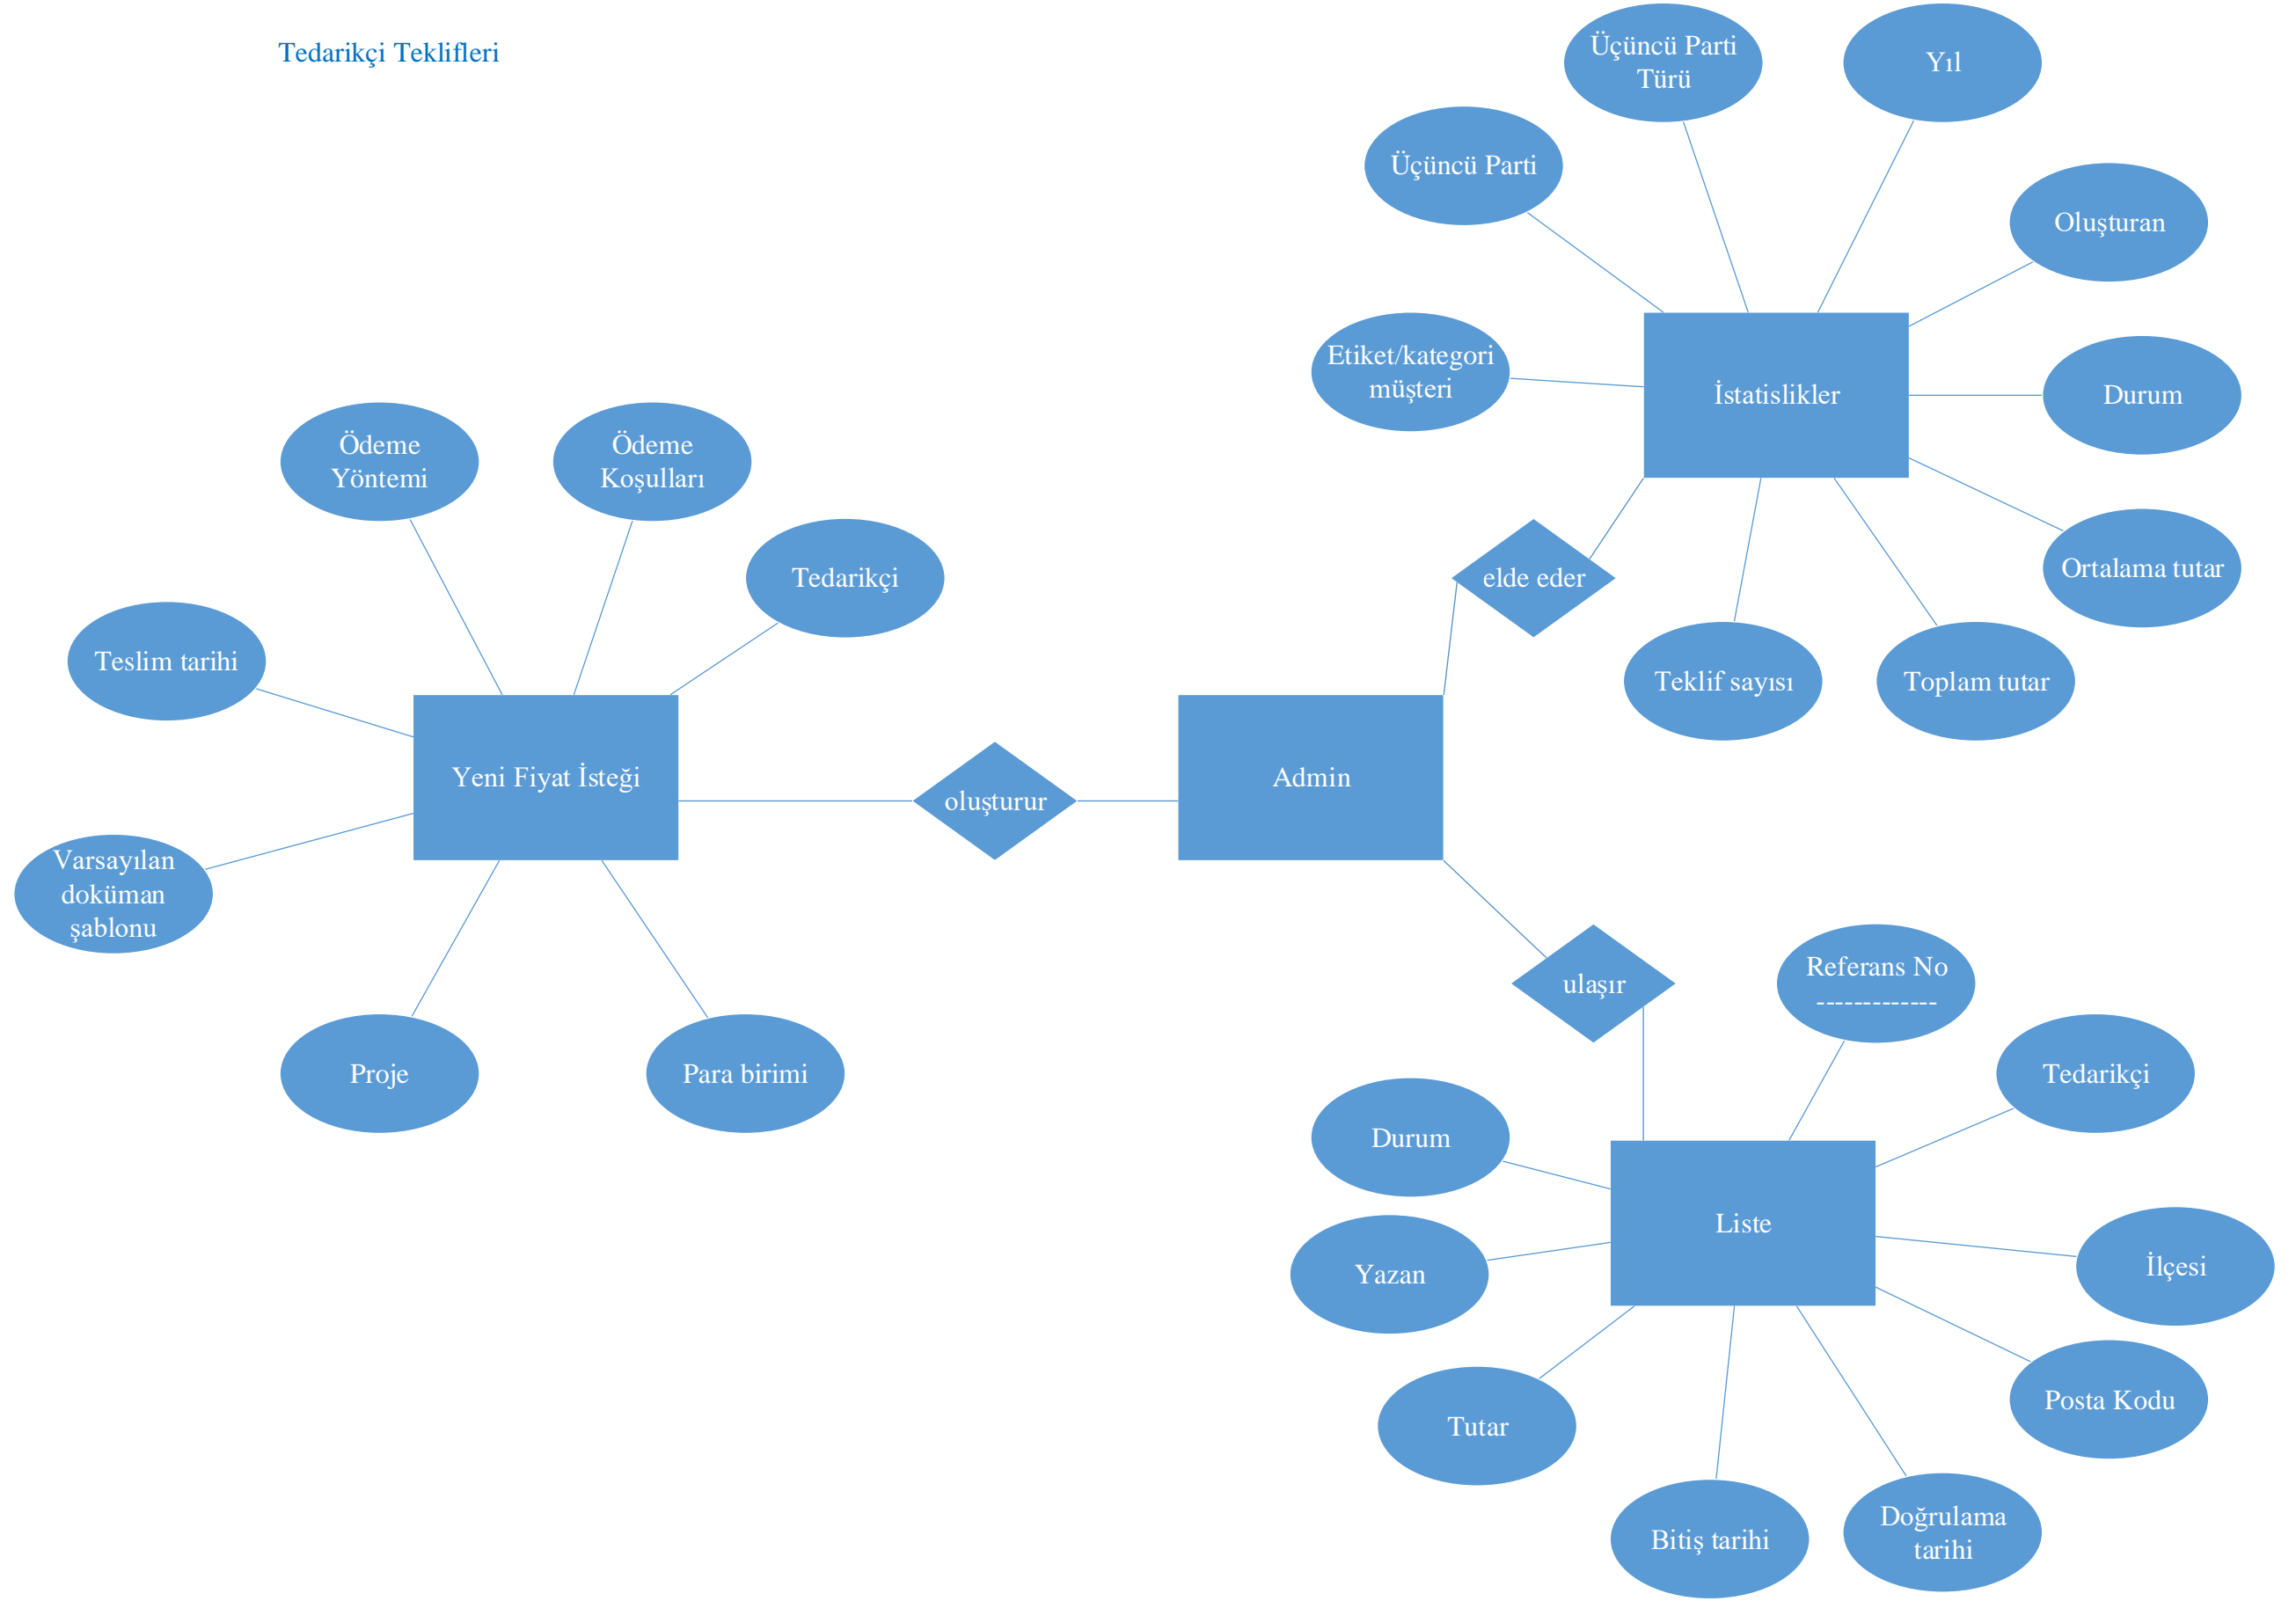 Tedarikçi Teklifleri
Üçüncü Parti
Türü
Yıl
Üçüncü Parti
Oluşturan
Etiket/kategori
müşteri
İstatislikler
Durum
Ödeme
Yöntemi
Ödeme
Koşulları
Tedarikçi
elde eder
Ortalama tutar
Teslim tarihi
Teklif sayısı
Toplam tutar
Yeni Fiyat İsteği
oluşturur
Admin
Varsayılan
doküman
şablonu
ulaşır
Referans No
-------------
Proje
Para birimi
Tedarikçi
Durum
Liste
Yazan
İlçesi
Posta Kodu
Tutar
Bitiş tarihi
Doğrulama
tarihi